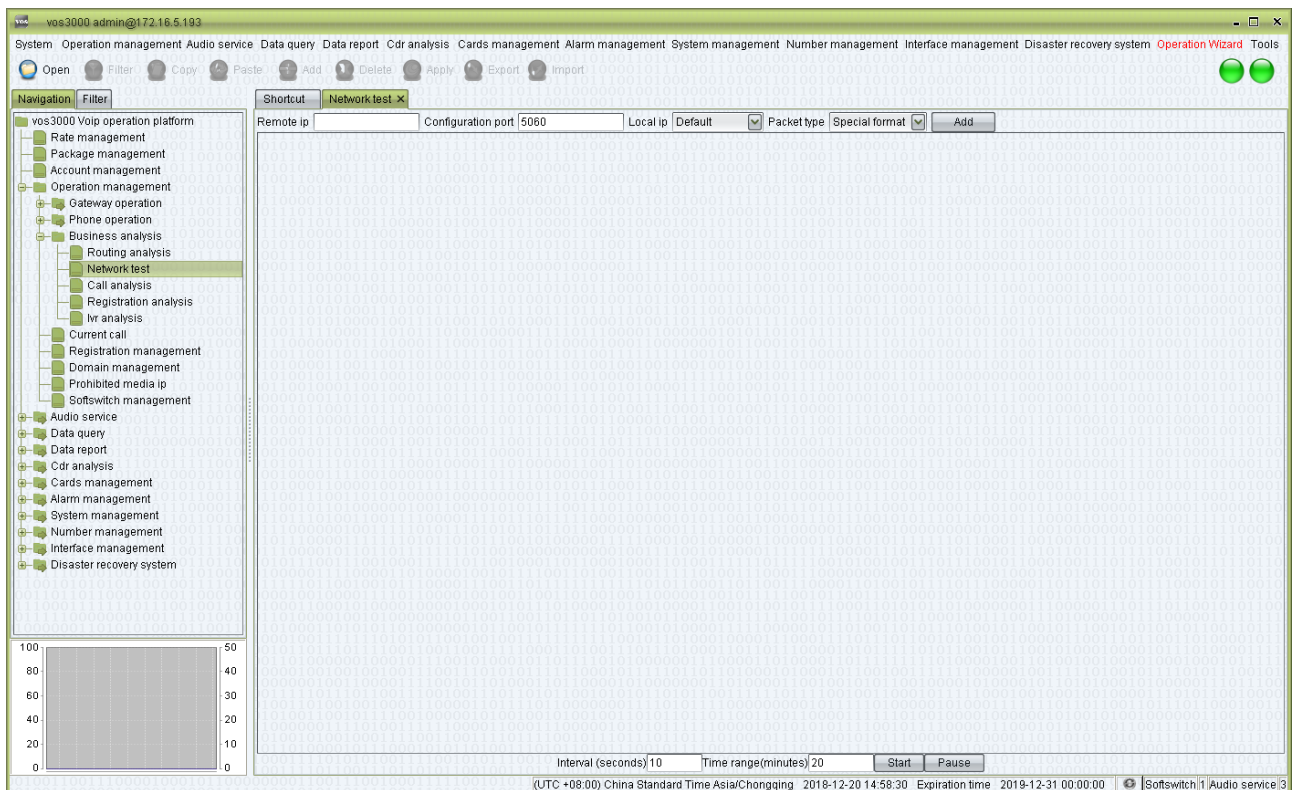 vos3000 admin@172.16.5.193
System Operation management Audio service Data query Data report Cdr analysis Cards management Alarm management System management Number management Interface management Disaster recovery system Operation Wizard Tools
Open Filter Copy Paste Add Delete Apply Export Import
Navigation Filter
Shortcut Network test
Remote ip Configuration port 5060 Local ip Default Packet type Special format Add
vos3000 Voip operation platform
Rate management
Package management
Account management
Operation management
Gateway operation
Phone operation
Business analysis
Routing analysis
Network test
Call analysis
Registration analysis
Ivr analysis
Current call
Registration management
Domain management
Prohibited media ip
Softswitch management
Audio service
Data query
Data report
Cdr analysis
Cards management
Alarm management
System management
Number management
Interface management
Disaster recovery system
100 50
80 40
60 30
40 20
20 10
0 0
Interval (seconds) 10 Time range(minutes) 20 Start Pause
(UTC +08:00) China Standard Time Asia/Chongqing 2018-12-20 14:58:30 Expiration time 2019-12-31 00:00:00 Softswitch 1 Audio service 3